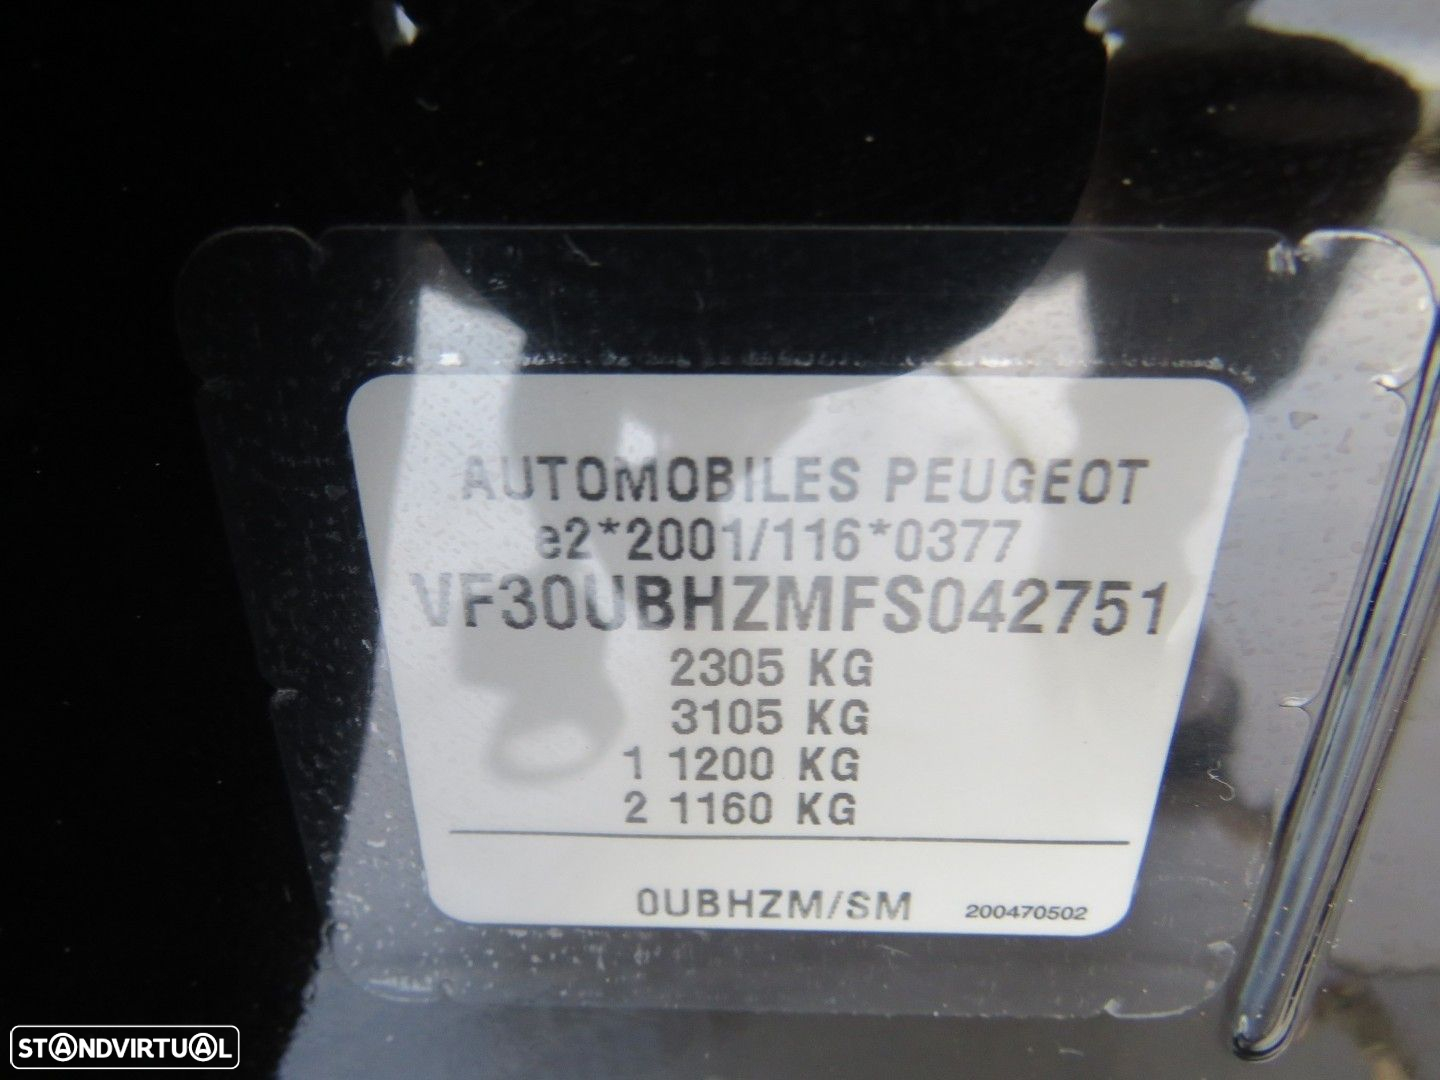 AUTOMOBILES PEUGEOT
e2*2001/116*0377
VF30UBHZMFS042751
2305 KG
3105 KG
1 1200 KG
2 1160 KG
0UBHZM/SM 200470502
STANDVIRTUAL